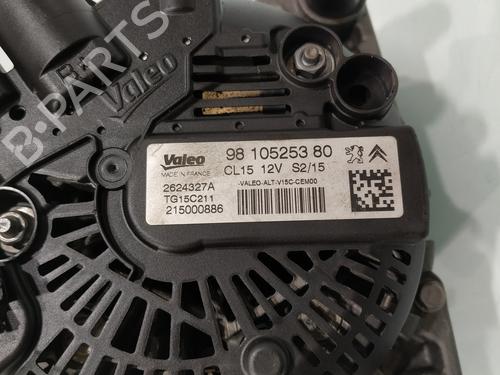 Valeo
B-PARTS
Valeo
MADE IN FRANCE
98 105253 80
CL15 12V S2/15
-VALEO-ALT-V15C-CEM00
2624327A
TG15C211
215000886